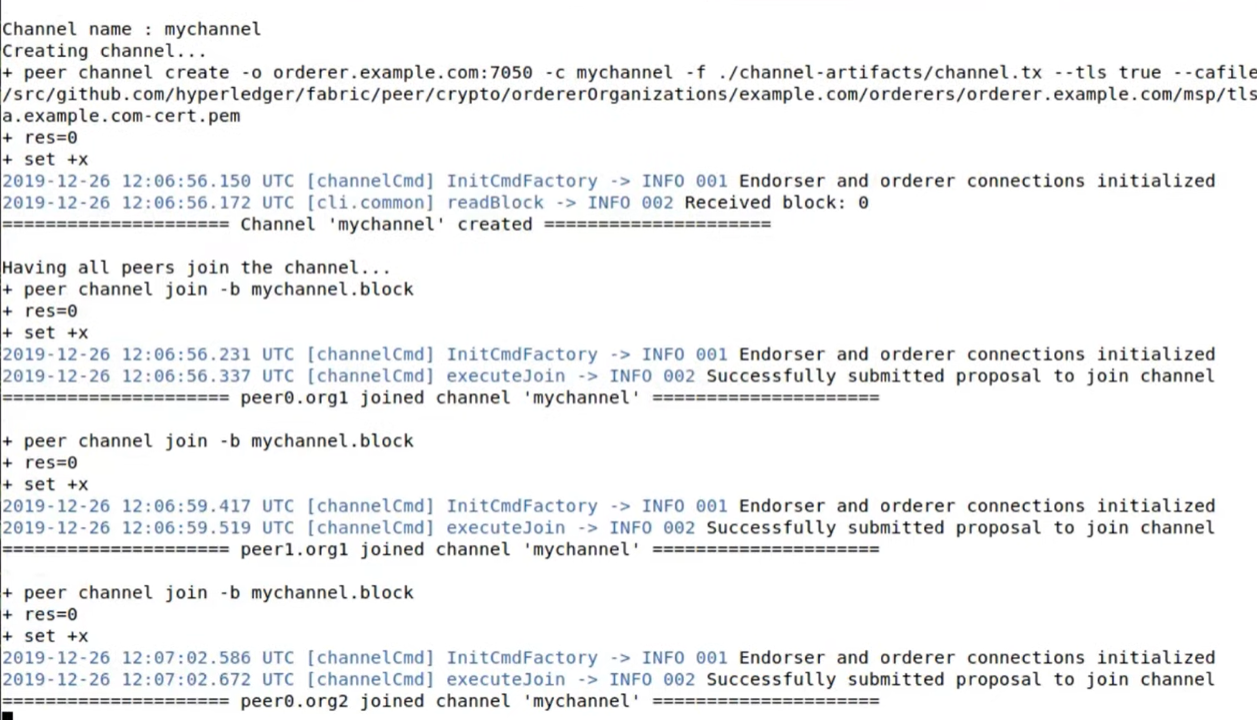 Channel name : mychannel
Creating channel...
+ peer channel create -o orderer.example.com:7050 -c mychannel -f ./channel-artifacts/channel.tx --tls true --cafile
/src/github.com/hyperledger/fabric/peer/crypto/ordererOrganizations/example.com/orderers/orderer.example.com/msp/tls
a.example.com-cert.pem
+ res=0
+ set +x
2019-12-26 12:06:56.150 UTC [channelCmd] InitCmdFactory -> INFO 001 Endorser and orderer connections initialized
2019-12-26 12:06:56.172 UTC [cli.common] readBlock -> INFO 002 Received block: 0
===================== Channel 'mychannel' created =====================
Having all peers join the channel...
+ peer channel join -b mychannel.block
+ res=0
+ set +x
2019-12-26 12:06:56.231 UTC [channelCmd] InitCmdFactory -> INFO 001 Endorser and orderer connections initialized
2019-12-26 12:06:56.337 UTC [channelCmd] executeJoin -> INFO 002 Successfully submitted proposal to join channel
===================== peer0.org1 joined channel 'mychannel' =====================
+ peer channel join -b mychannel.block
+ res=0
+ set +x
2019-12-26 12:06:59.417 UTC [channelCmd] InitCmdFactory -> INFO 001 Endorser and orderer connections initialized
2019-12-26 12:06:59.519 UTC [channelCmd] executeJoin -> INFO 002 Successfully submitted proposal to join channel
===================== peer1.org1 joined channel 'mychannel' =====================
+ peer channel join -b mychannel.block
+ res=0
+ set +x
2019-12-26 12:07:02.586 UTC [channelCmd] InitCmdFactory -> INFO 001 Endorser and orderer connections initialized
2019-12-26 12:07:02.672 UTC [channelCmd] executeJoin -> INFO 002 Successfully submitted proposal to join channel
===================== peer0.org2 joined channel 'mychannel' =====================